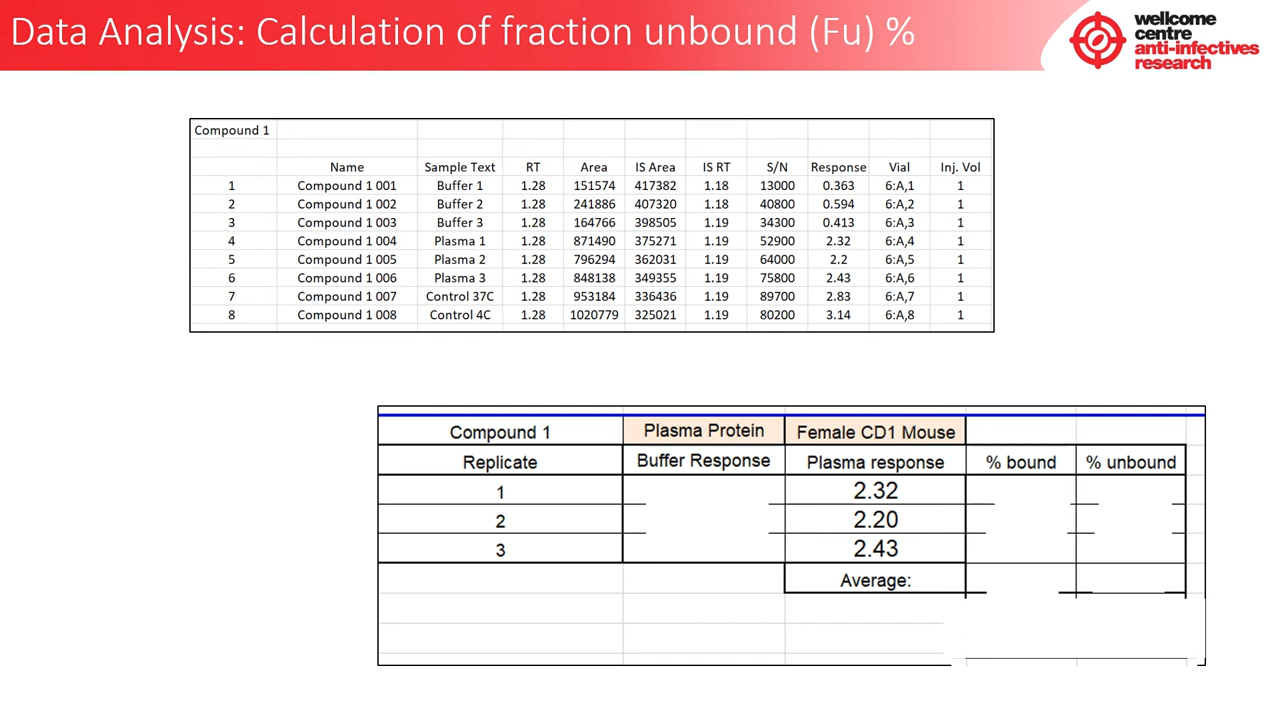 Data Analysis: Calculation of fraction unbound (Fu) %
wellcome
centre
anti-infectives
research
Compound 1
Name Sample Text RT Area IS Area IS RT S/N Response Vial Inj. Vol
1 Compound 1 001 Buffer 1 1.28 151574 417382 1.18 13000 0.363 6:A,1 1
2 Compound 1 002 Buffer 2 1.28 241886 407320 1.18 40800 0.594 6:A,2 1
3 Compound 1 003 Buffer 3 1.28 164766 398505 1.19 34300 0.413 6:A,3 1
4 Compound 1 004 Plasma 1 1.28 871490 375271 1.19 52900 2.32 6:A,4 1
5 Compound 1 005 Plasma 2 1.28 796294 362031 1.19 64000 2.2 6:A,5 1
6 Compound 1 006 Plasma 3 1.28 848138 349355 1.19 75800 2.43 6:A,6 1
7 Compound 1 007 Control 37C 1.28 953184 336436 1.19 89700 2.83 6:A,7 1
8 Compound 1 008 Control 4C 1.28 1020779 325021 1.19 80200 3.14 6:A,8 1
Compound 1 Plasma Protein Female CD1 Mouse
Replicate Buffer Response Plasma response % bound % unbound
1 2.32
2 2.20
3 2.43
Average: